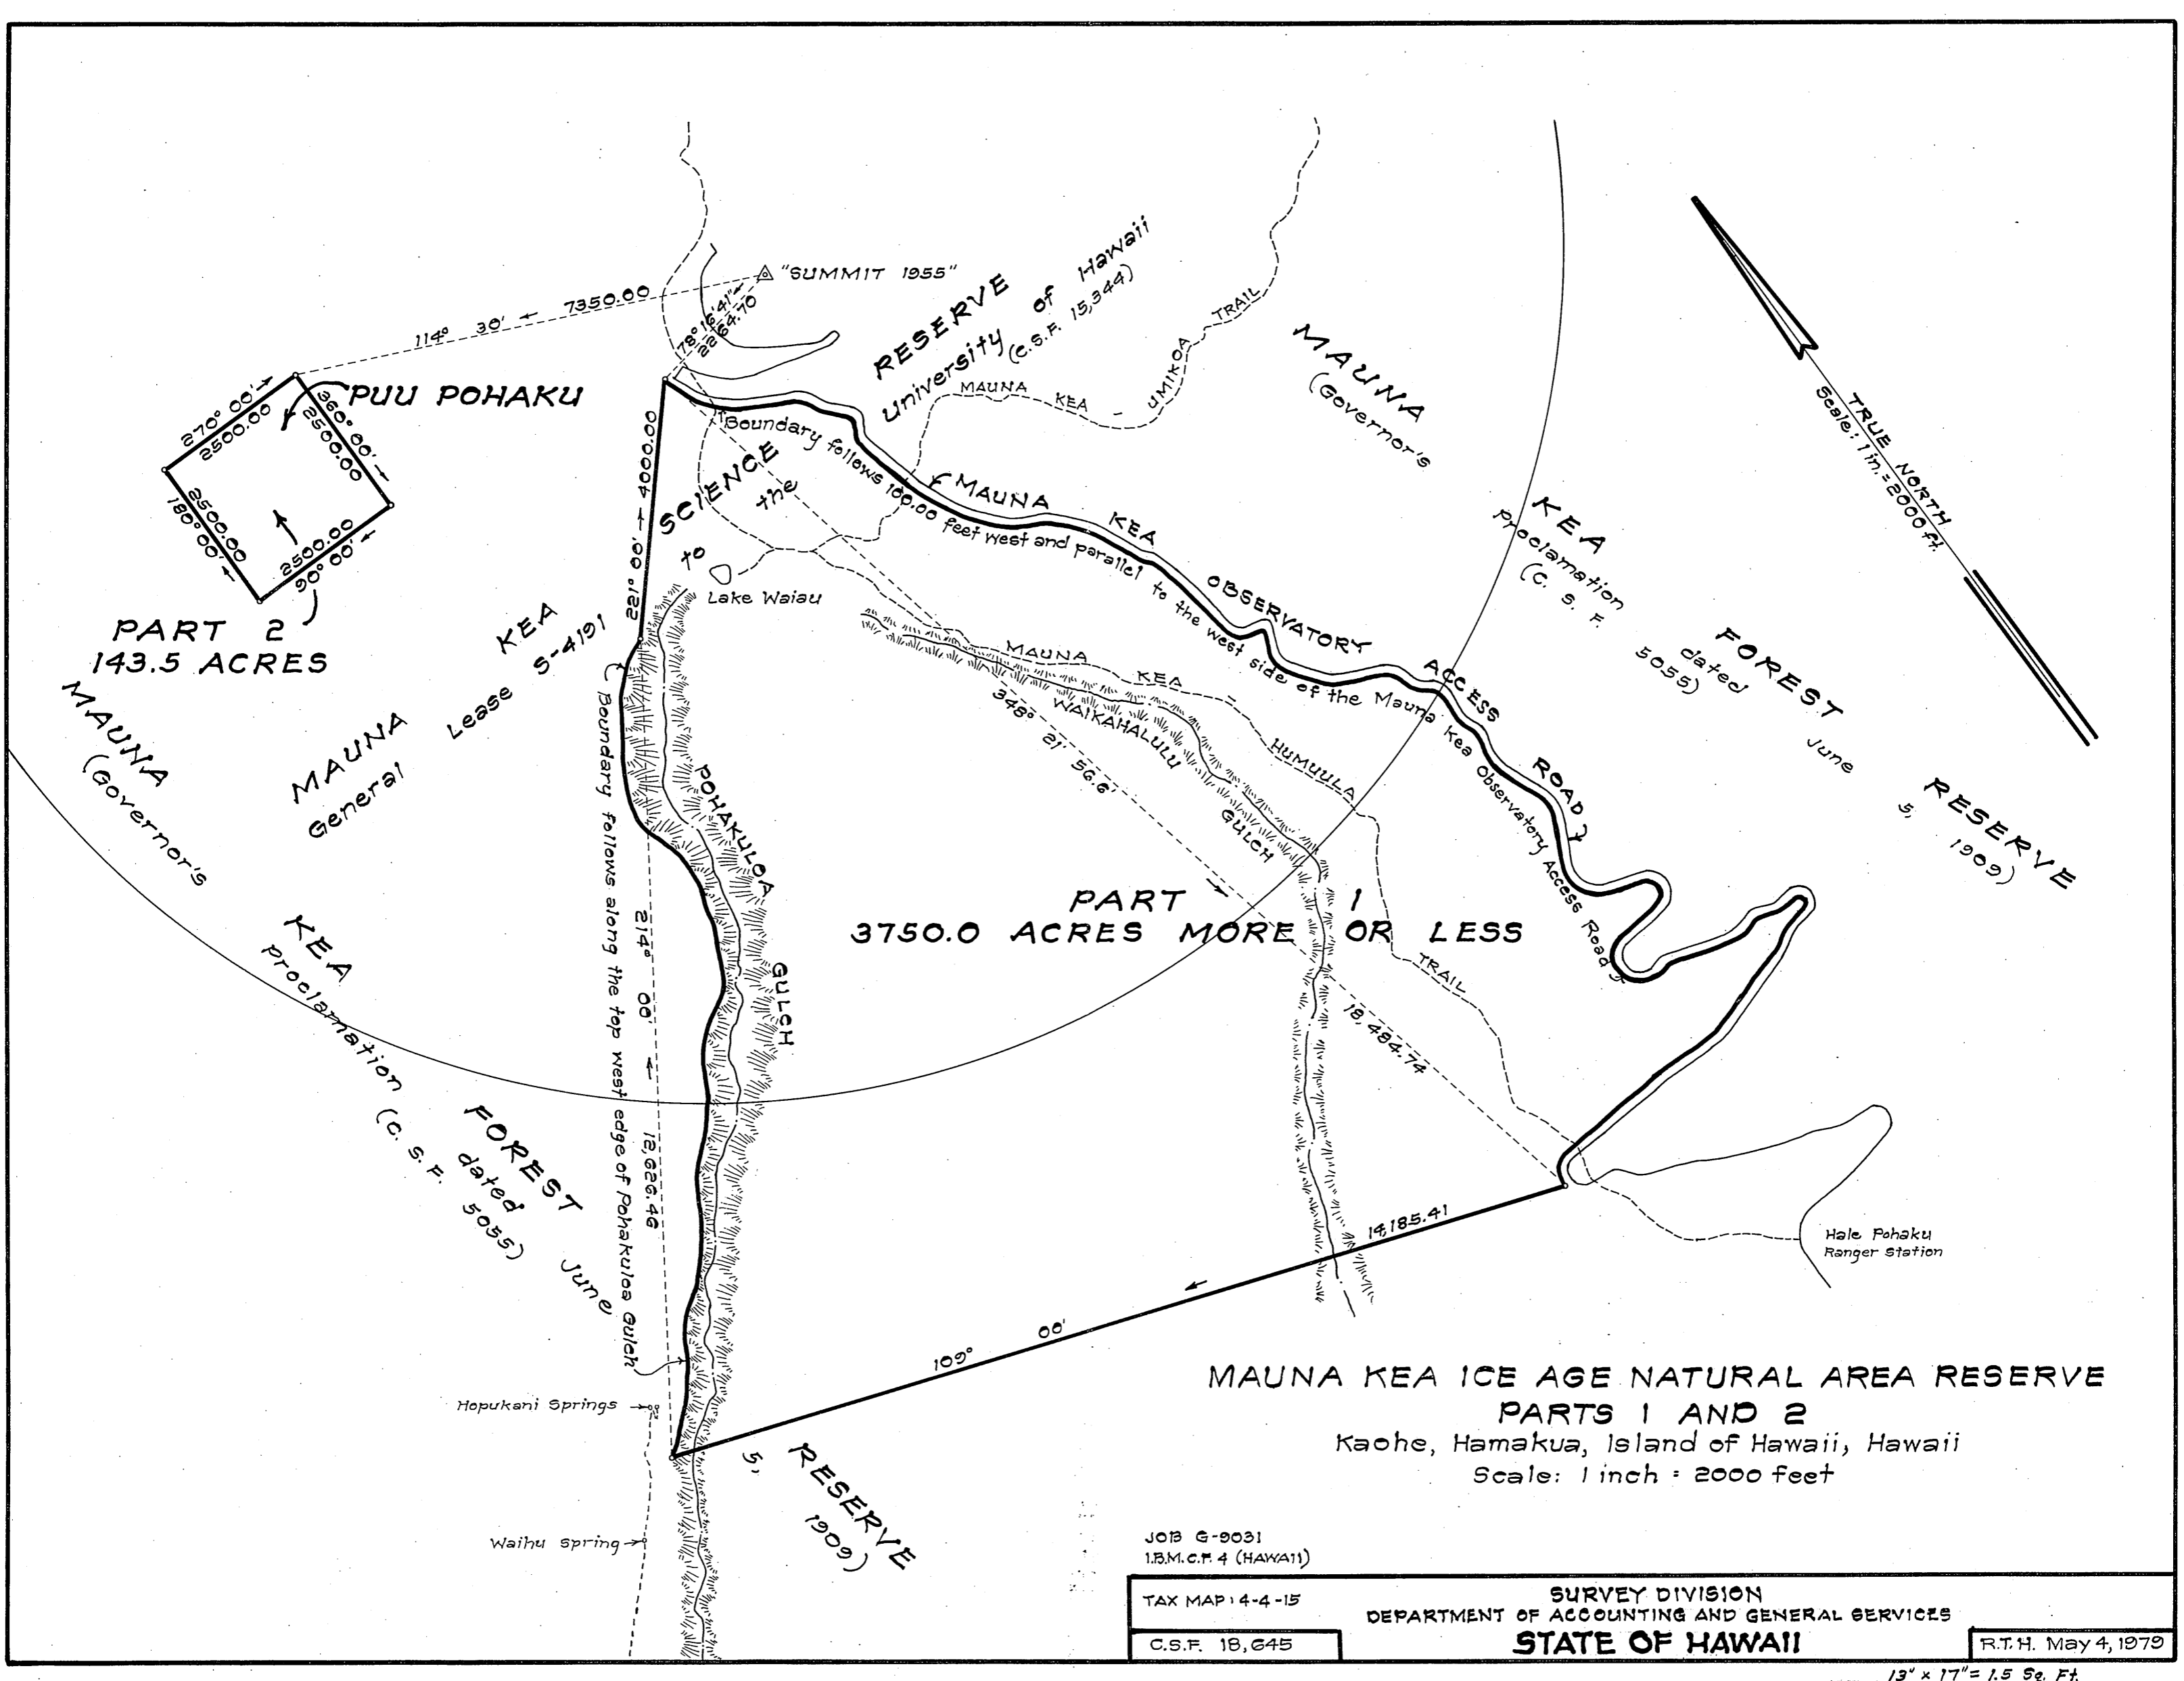 "SUMMIT 1955"
7350.00
114° 30'
78° 16' 41"
2264.70
PUU POHAKU
270° 00'
2500.00
360° 00'
2500.00
180° 00'
2500.00
90° 00'
2500.00
PART 2
143.5 ACRES
RESERVE
University of Hawaii
(C.S.F. 15,344)
SCIENCE
the
to
MAUNA KEA - UMIKOA TRAIL
MAUNA KEA FOREST RESERVE
(Governor's Proclamation dated June 5, 1909)
(C. S. F. 5055)
TRUE NORTH
Scale: 1 in. = 2000 ft.
Boundary follows 100.00 feet west and parallel to the west side of the Mauna Kea Observatory Access Road
MAUNA KEA OBSERVATORY ACCESS ROAD
221° 00' 4000.00
Lake Waiau
MAUNA KEA
General Lease S-4191
MAUNA KEA FOREST RESERVE
(Governor's Proclamation dated June 5, 1909)
(C. S. F. 5055)
Boundary follows along the top west edge of Pohakuloa Gulch
POHAKULOA GULCH
214° 00' 12,626.46
MAUNA KEA HUMUULA TRAIL
WAIKAHALULU GULCH
348° 21' 56.6"
18,484.74
PART 1
3750.0 ACRES MORE OR LESS
14,185.41
109° 00'
Hale Pohaku
Ranger Station
Hopukani Springs
Waihu Spring
MAUNA KEA ICE AGE NATURAL AREA RESERVE
PARTS 1 AND 2
Kaohe, Hamakua, Island of Hawaii, Hawaii
Scale: 1 inch = 2000 feet
JOB G-9031
I.B.M.C.F. 4 (HAWAII)
TAX MAP: 4-4-15
C.S.F. 18,645
SURVEY DIVISION
DEPARTMENT OF ACCOUNTING AND GENERAL SERVICES
STATE OF HAWAII
R.T.H. May 4, 1979
13" x 17" = 1.5 Sq. Ft.